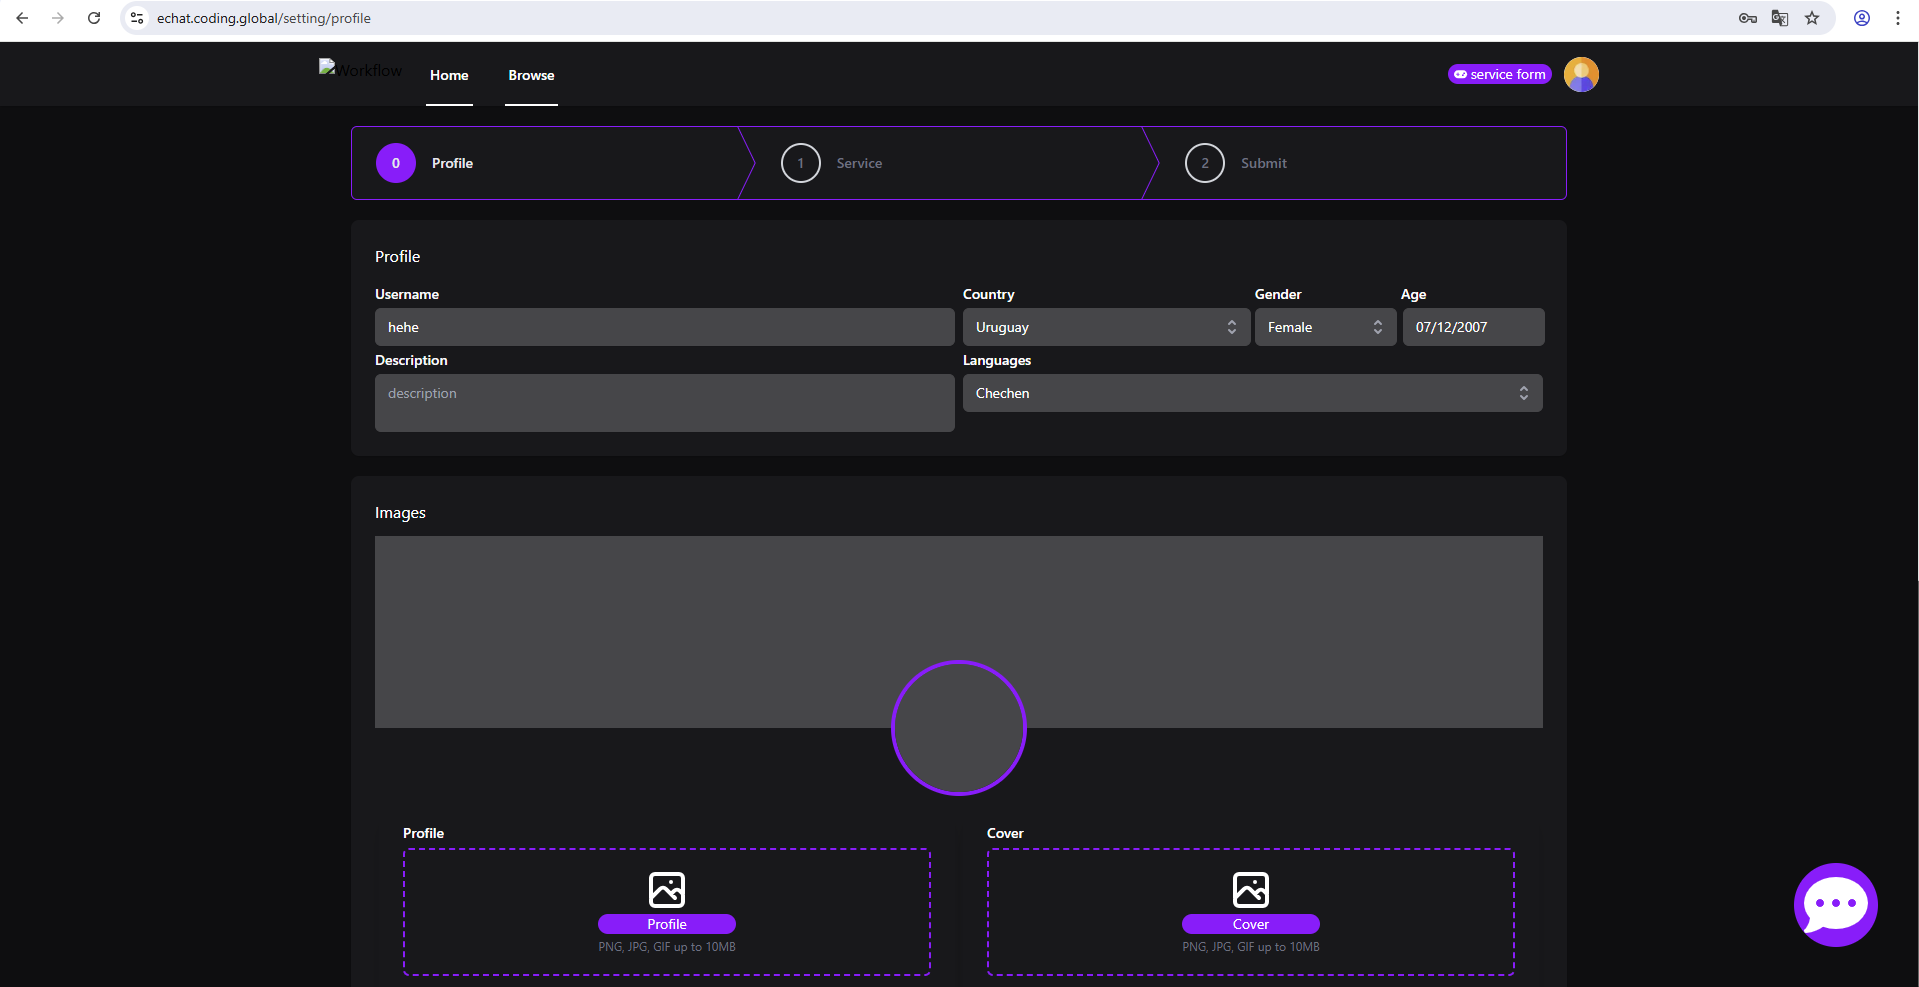 echat.coding.global/setting/profile
Workflow
Home
Browse
service form
0
Profile
1
Service
2
Submit
Profile
Username
Country
Gender
Age
hehe
Uruguay
Female
07/12/2007
Description
Languages
description
Chechen
Images
Profile
Cover
Profile
Cover
PNG, JPG, GIF up to 10MB
PNG, JPG, GIF up to 10MB